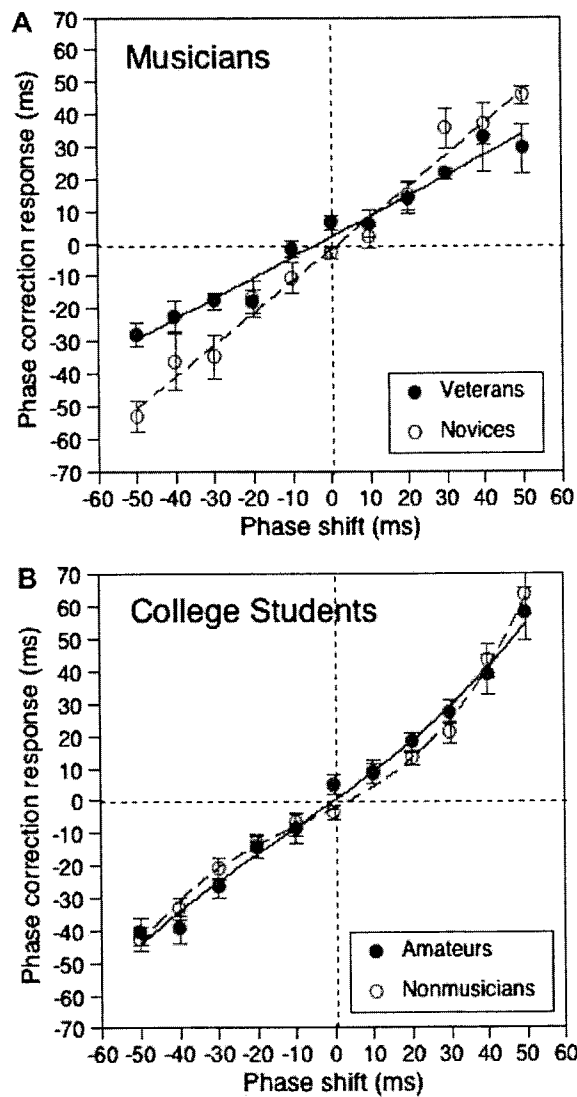 A
Musicians
Phase correction response (ms)
70
60
50
40
30
20
10
0
-10
-20
-30
-40
-50
-60
-70
Veterans
Novices
-60 -50 -40 -30 -20 -10 0 10 20 30 40 50 60
Phase shift (ms)
B
College Students
Phase correction response (ms)
70
60
50
40
30
20
10
0
-10
-20
-30
-40
-50
-60
-70
Amateurs
Nonmusicians
-60 -50 -40 -30 -20 -10 0 10 20 30 40 50 60
Phase shift (ms)